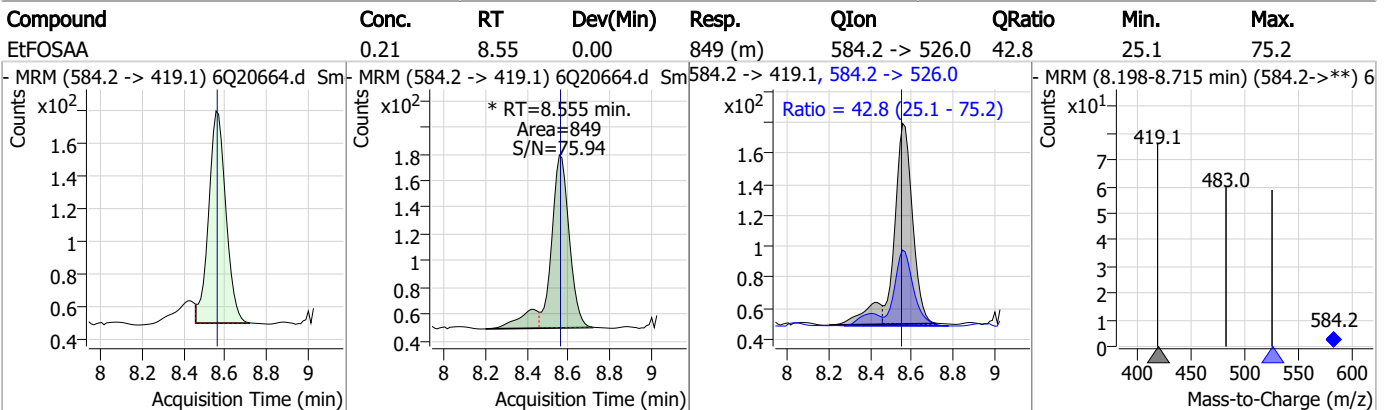 Compound Conc. RT Dev(Min) Resp. QIon QRatio Min. Max.
EtFOSAA 0.21 8.55 0.00 849 (m) 584.2 -> 526.0 42.8 25.1 75.2
- MRM (584.2 -> 419.1) 6Q20664.d Sm
Counts
x10²
1.6
1.4
1.2
1
0.8
0.6
0.4
8 8.2 8.4 8.6 8.8 9
Acquisition Time (min)
- MRM (584.2 -> 419.1) 6Q20664.d Sm
Counts
x10²
* RT=8.555 min.
Area=849
S/N=75.94
1.8
1.6
1.4
1.2
1
0.8
0.6
0.4
8 8.2 8.4 8.6 8.8 9
Acquisition Time (min)
584.2 -> 419.1, 584.2 -> 526.0
Counts
x10²
Ratio = 42.8 (25.1 - 75.2)
1.6
1.4
1.2
1
0.8
0.6
0.4
8 8.2 8.4 8.6 8.8 9
Acquisition Time (min)
- MRM (8.198-8.715 min) (584.2->**) 6
Counts
x10¹
419.1
483.0
584.2
7
6
5
4
3
2
1
0
400 450 500 550 600
Mass-to-Charge (m/z)